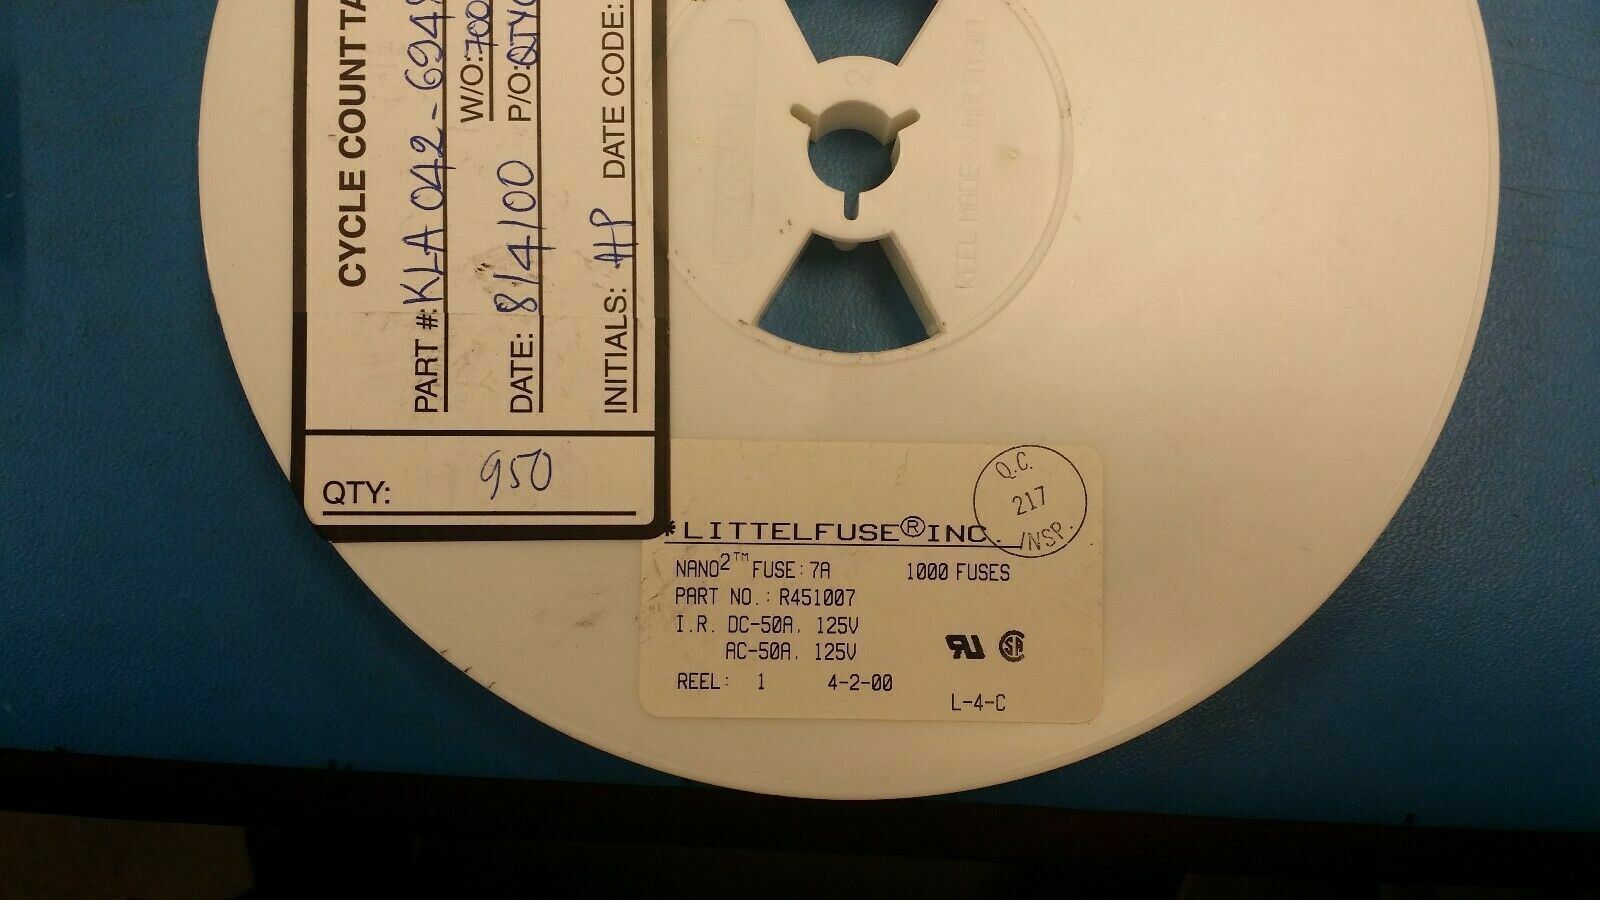 CYCLE COUNT
PART #: KLA 042-694
W/O: 700
DATE: 8/4/00 P/O: QTY
INITIALS: HP DATE CODE:
QTY: 950
2
REEL MADE IN MALAYSIA
Q.C.
217
INSP.
*LITTELFUSE® INC.
NANO2™ FUSE: 7A 1000 FUSES
PART NO.: R451007
I.R. DC-50A, 125V
AC-50A, 125V
REEL: 1 4-2-00
L-4-C